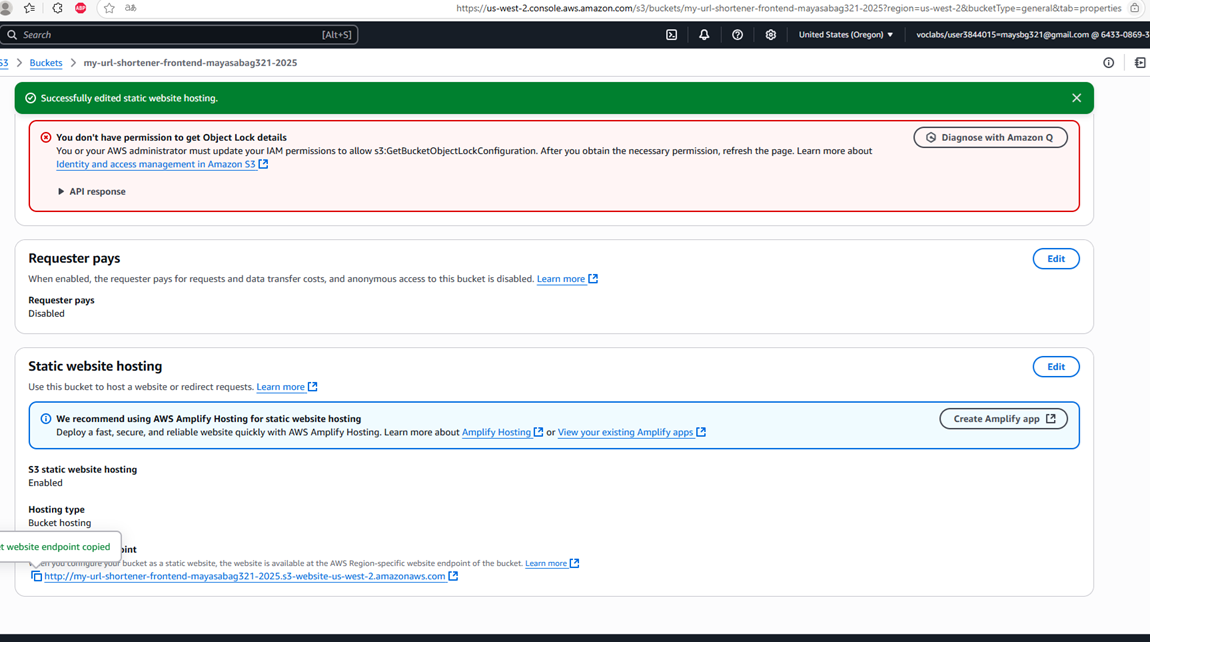 https://us-west-2.console.aws.amazon.com/s3/buckets/my-url-shortener-frontend-mayasabag321-2025?region=us-west-2&bucketType=general&tab=properties
Search [Alt+S] United States (Oregon) voclabs/user3844015=maysbg321@gmail.com @ 6433-0869-3
S3 > Buckets > my-url-shortener-frontend-mayasabag321-2025
Successfully edited static website hosting.
You don't have permission to get Object Lock details
Diagnose with Amazon Q
You or your AWS administrator must update your IAM permissions to allow s3:GetBucketObjectLockConfiguration. After you obtain the necessary permission, refresh the page. Learn more about
Identity and access management in Amazon S3
API response
Requester pays
Edit
When enabled, the requester pays for requests and data transfer costs, and anonymous access to this bucket is disabled. Learn more
Requester pays
Disabled
Static website hosting
Edit
Use this bucket to host a website or redirect requests. Learn more
We recommend using AWS Amplify Hosting for static website hosting
Create Amplify app
Deploy a fast, secure, and reliable website quickly with AWS Amplify Hosting. Learn more about Amplify Hosting or View your existing Amplify apps
S3 static website hosting
Enabled
Hosting type
Bucket hosting
t website endpoint copied
oint
en you configure your bucket as a static website, the website is available at the AWS Region-specific website endpoint of the bucket. Learn more
http://my-url-shortener-frontend-mayasabag321-2025.s3-website-us-west-2.amazonaws.com